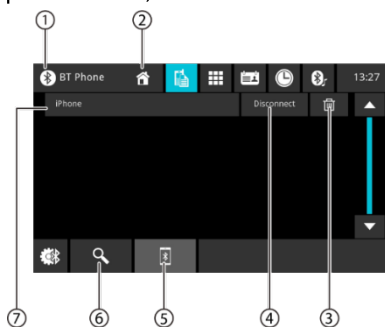 ① ②
BT Phone 13:27
iPhone Disconnect
⑦ ⑥ ⑤ ④ ③